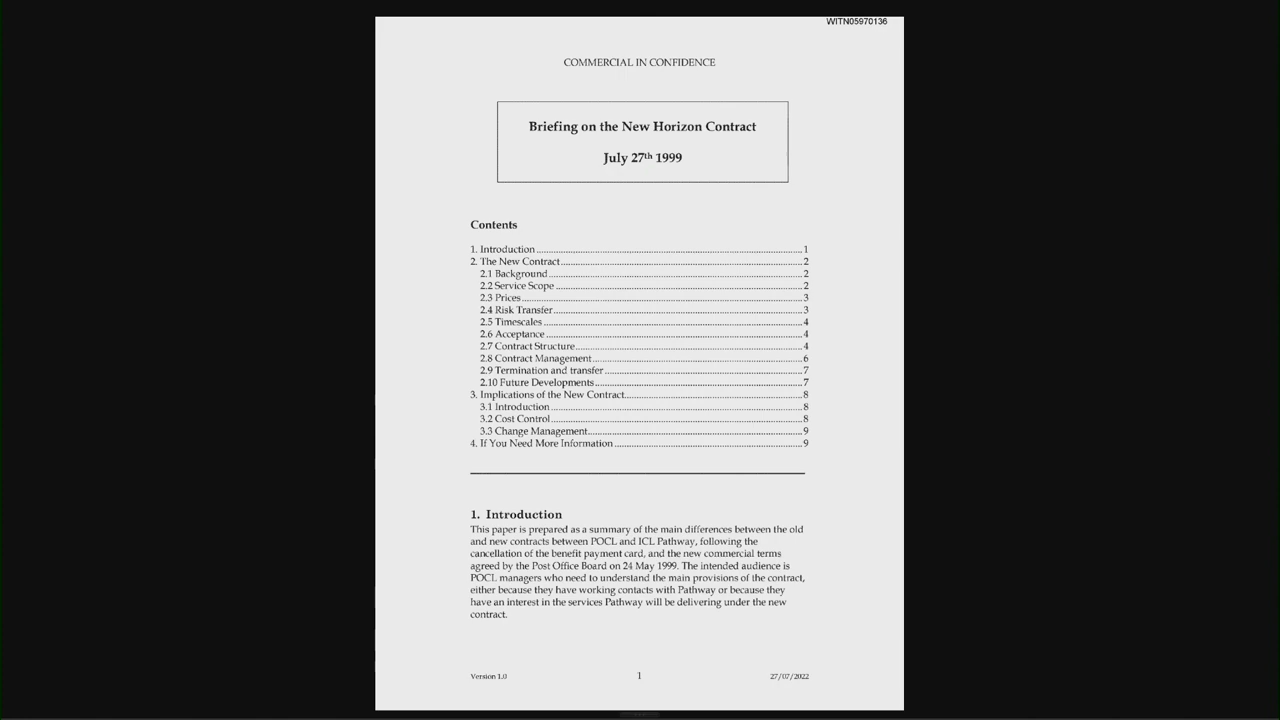 WITN05970136
COMMERCIAL IN CONFIDENCE
Briefing on the New Horizon Contract
July 27th 1999
Contents
1. Introduction 1
2. The New Contract 2
2.1 Background 2
2.2 Service Scope 2
2.3 Prices 3
2.4 Risk Transfer 3
2.5 Timescales 4
2.6 Acceptance 4
2.7 Contract Structure 4
2.8 Contract Management 6
2.9 Termination and transfer 7
2.10 Future Developments 7
3. Implications of the New Contract 8
3.1 Introduction 8
3.2 Cost Control 8
3.3 Change Management 9
4. If You Need More Information 9
1. Introduction
This paper is prepared as a summary of the main differences between the old
and new contracts between POCL and ICL Pathway, following the
cancellation of the benefit payment card, and the new commercial terms
agreed by the Post Office Board on 24 May 1999. The intended audience is
POCL managers who need to understand the main provisions of the contract,
either because they have working contacts with Pathway or because they
have an interest in the services Pathway will be delivering under the new
contract.
Version 1.0 1 27/07/2022